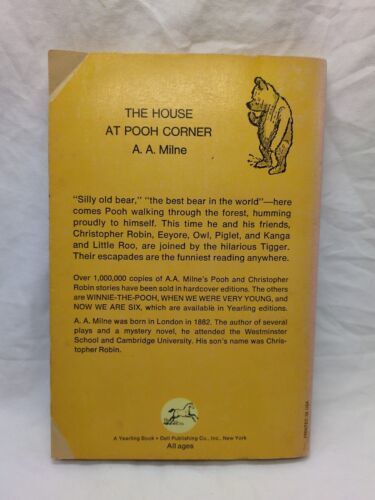 THE HOUSE
AT POOH CORNER
A. A. Milne
"Silly old bear," "the best bear in the world"—here
comes Pooh walking through the forest, humming
proudly to himself. This time he and his friends,
Christopher Robin, Eeyore, Owl, Piglet, and Kanga
and Little Roo, are joined by the hilarious Tigger.
Their escapades are the funniest reading anywhere.
Over 1,000,000 copies of A.A. Milne's Pooh and Christopher
Robin stories have been sold in hardcover editions. The others
are WINNIE-THE-POOH, WHEN WE WERE VERY YOUNG, and
NOW WE ARE SIX, which are available in Yearling editions.
A. A. Milne was born in London in 1882. The author of several
plays and a mystery novel, he attended the Westminster
School and Cambridge University. His son's name was Chris-
topher Robin.
A Yearling Book • Dell Publishing Co., Inc., New York
All ages
PRINTED IN USA